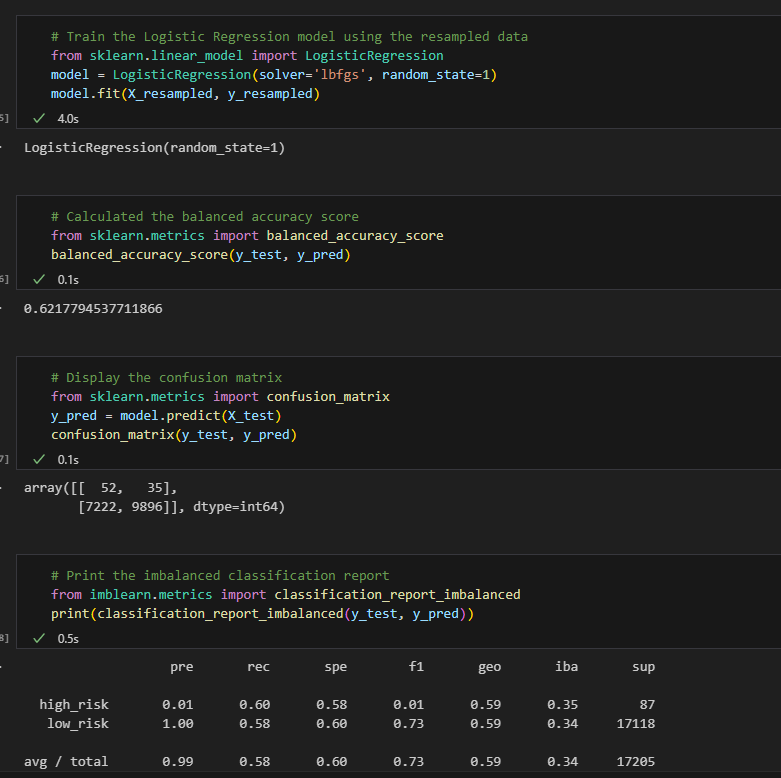 # Train the Logistic Regression model using the resampled data
from sklearn.linear_model import LogisticRegression
model = LogisticRegression(solver='lbfgs', random_state=1)
model.fit(X_resampled, y_resampled)
5] 4.0s
LogisticRegression(random_state=1)
# Calculated the balanced accuracy score
from sklearn.metrics import balanced_accuracy_score
balanced_accuracy_score(y_test, y_pred)
6] 0.1s
0.6217794537711866
# Display the confusion matrix
from sklearn.metrics import confusion_matrix
y_pred = model.predict(X_test)
confusion_matrix(y_test, y_pred)
7] 0.1s
array([[  52,   35],
       [7222, 9896]], dtype=int64)
# Print the imbalanced classification report
from imblearn.metrics import classification_report_imbalanced
print(classification_report_imbalanced(y_test, y_pred))
8] 0.5s
pre rec spe f1 geo iba sup
high_risk 0.01 0.60 0.58 0.01 0.59 0.35 87
low_risk 1.00 0.58 0.60 0.73 0.59 0.34 17118
avg / total 0.99 0.58 0.60 0.73 0.59 0.34 17205